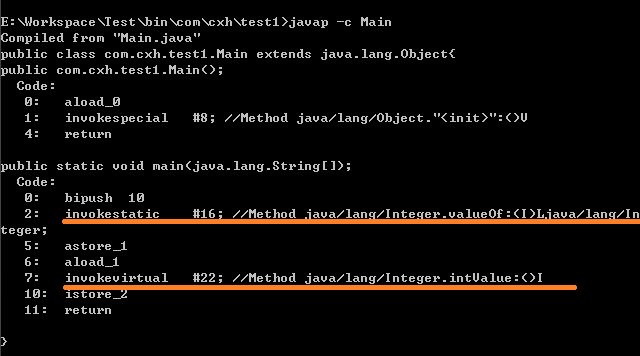 E:\Workspace\Test\bin\com\cxh\test1>javap -c Main
Compiled from "Main.java"
public class com.cxh.test1.Main extends java.lang.Object{
public com.cxh.test1.Main();
  Code:
   0:   aload_0
   1:   invokespecial   #8; //Method java/lang/Object."<init>":()V
   4:   return

public static void main(java.lang.String[]);
  Code:
   0:   bipush  10
   2:   invokestatic    #16; //Method java/lang/Integer.valueOf:(I)Ljava/lang/In
teger;
   5:   astore_1
   6:   aload_1
   7:   invokevirtual   #22; //Method java/lang/Integer.intValue:()I
   10:  istore_2
   11:  return

}